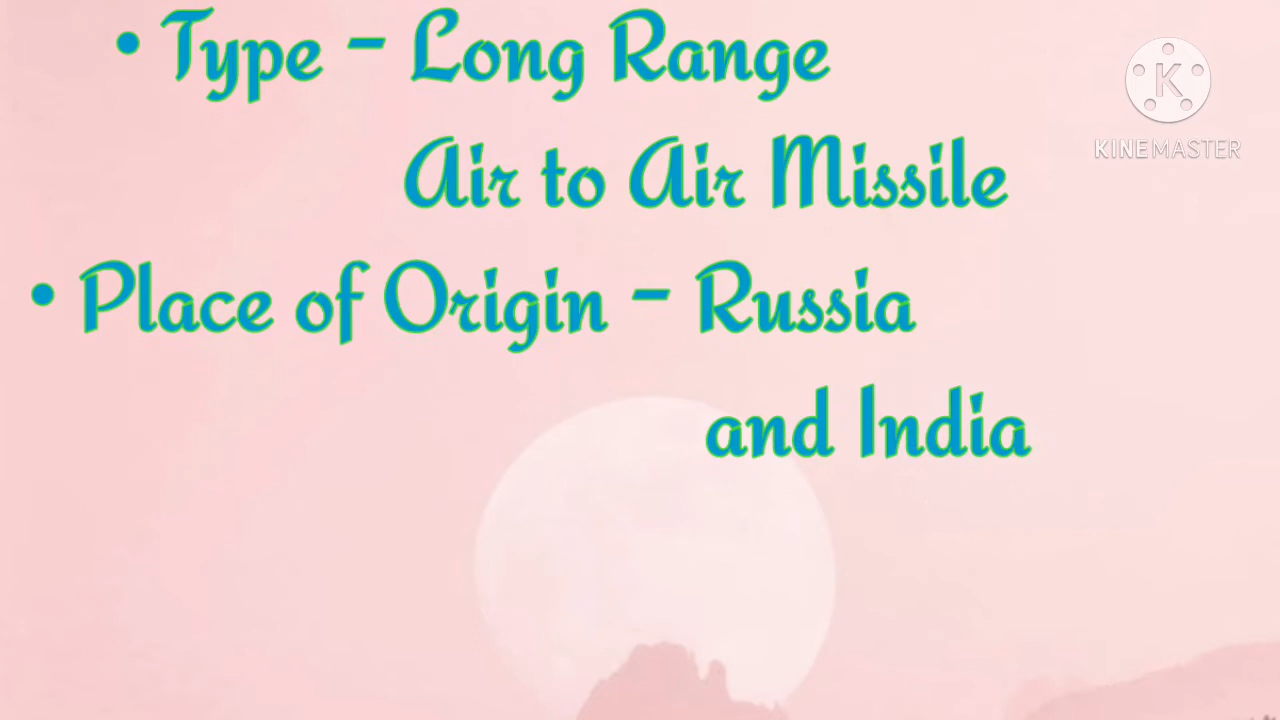 • Type - Long Range
Air to Air Missile
• Place of Origin - Russia
and India
K
KINEMASTER